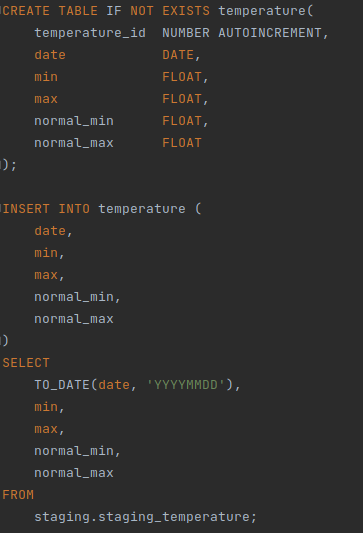 CREATE TABLE IF NOT EXISTS temperature(
    temperature_id  NUMBER AUTOINCREMENT,
    date            DATE,
    min             FLOAT,
    max             FLOAT,
    normal_min      FLOAT,
    normal_max      FLOAT
);

INSERT INTO temperature (
    date,
    min,
    max,
    normal_min,
    normal_max
)
SELECT
    TO_DATE(date, 'YYYYMMDD'),
    min,
    max,
    normal_min,
    normal_max
FROM
    staging.staging_temperature;